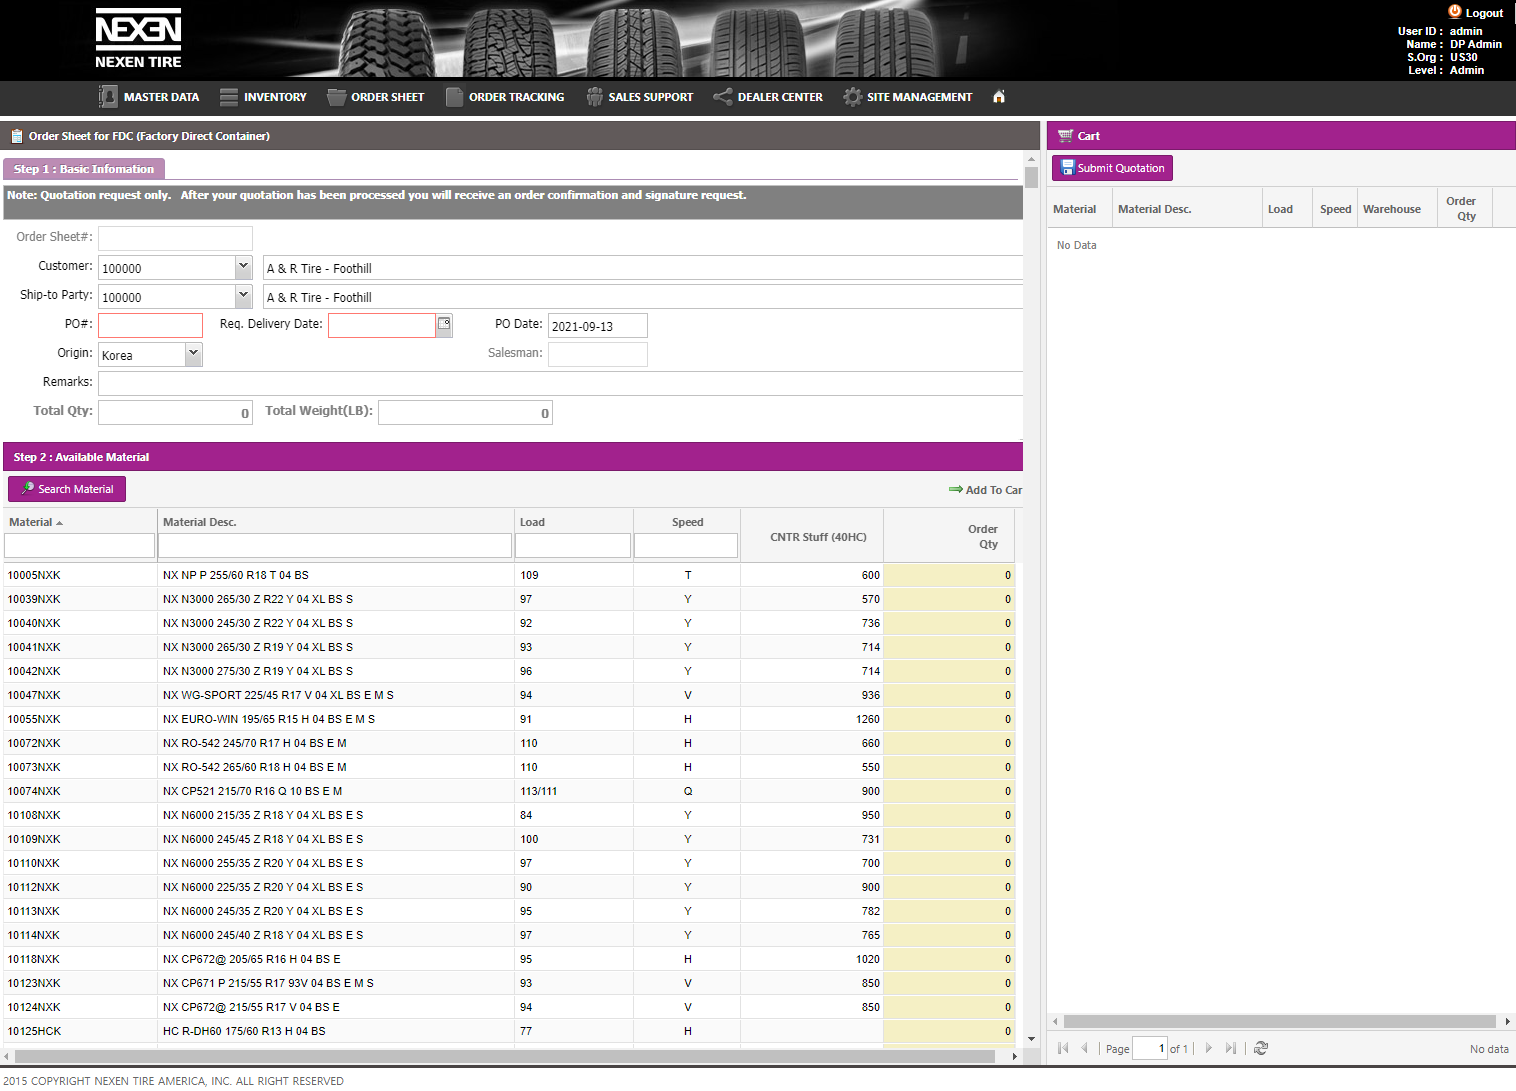 NEXEN
NEXEN TIRE
Logout
User ID : admin
Name : DP Admin
S.Org : US30
Level : Admin
MASTER DATA INVENTORY ORDER SHEET ORDER TRACKING SALES SUPPORT DEALER CENTER SITE MANAGEMENT
Order Sheet for FDC (Factory Direct Container)
Step 1 : Basic Infomation
Note: Quotation request only. After your quotation has been processed you will receive an order confirmation and signature request.
Order Sheet#:
Customer: 100000 A & R Tire - Foothill
Ship-to Party: 100000 A & R Tire - Foothill
PO#: Req. Delivery Date: PO Date: 2021-09-13
Origin: Korea Salesman:
Remarks:
Total Qty: 0 Total Weight(LB): 0
Step 2 : Available Material
Search Material Add To Car
Material Material Desc. Load Speed CNTR Stuff (40HC) Order Qty
10005NXK NX NP P 255/60 R18 T 04 BS 109 T 600 0
10039NXK NX N3000 265/30 Z R22 Y 04 XL BS S 97 Y 570 0
10040NXK NX N3000 245/30 Z R22 Y 04 XL BS S 92 Y 736 0
10041NXK NX N3000 265/30 Z R19 Y 04 XL BS S 93 Y 714 0
10042NXK NX N3000 275/30 Z R19 Y 04 XL BS S 96 Y 714 0
10047NXK NX WG-SPORT 225/45 R17 V 04 XL BS E M S 94 V 936 0
10055NXK NX EURO-WIN 195/65 R15 H 04 BS E M S 91 H 1260 0
10072NXK NX RO-542 245/70 R17 H 04 BS E M 110 H 660 0
10073NXK NX RO-542 265/60 R18 H 04 BS E M 110 H 550 0
10074NXK NX CP521 215/70 R16 Q 10 BS E M 113/111 Q 900 0
10108NXK NX N6000 215/35 Z R18 Y 04 XL BS E S 84 Y 950 0
10109NXK NX N6000 245/45 Z R18 Y 04 XL BS E S 100 Y 731 0
10110NXK NX N6000 255/35 Z R20 Y 04 XL BS E S 97 Y 700 0
10112NXK NX N6000 225/35 Z R20 Y 04 XL BS E S 90 Y 900 0
10113NXK NX N6000 245/35 Z R20 Y 04 XL BS E S 95 Y 782 0
10114NXK NX N6000 245/40 Z R18 Y 04 XL BS E S 97 Y 765 0
10118NXK NX CP672@ 205/65 R16 H 04 BS E 95 H 1020 0
10123NXK NX CP671 P 215/55 R17 93V 04 BS E M S 93 V 850 0
10124NXK NX CP672@ 215/55 R17 V 04 BS E 94 V 850 0
10125HCK HC R-DH60 175/60 R13 H 04 BS 77 H 0
Cart
Submit Quotation
Material Material Desc. Load Speed Warehouse Order Qty
No Data
Page 1 of 1 No data
2015 COPYRIGHT NEXEN TIRE AMERICA, INC. ALL RIGHT RESERVED